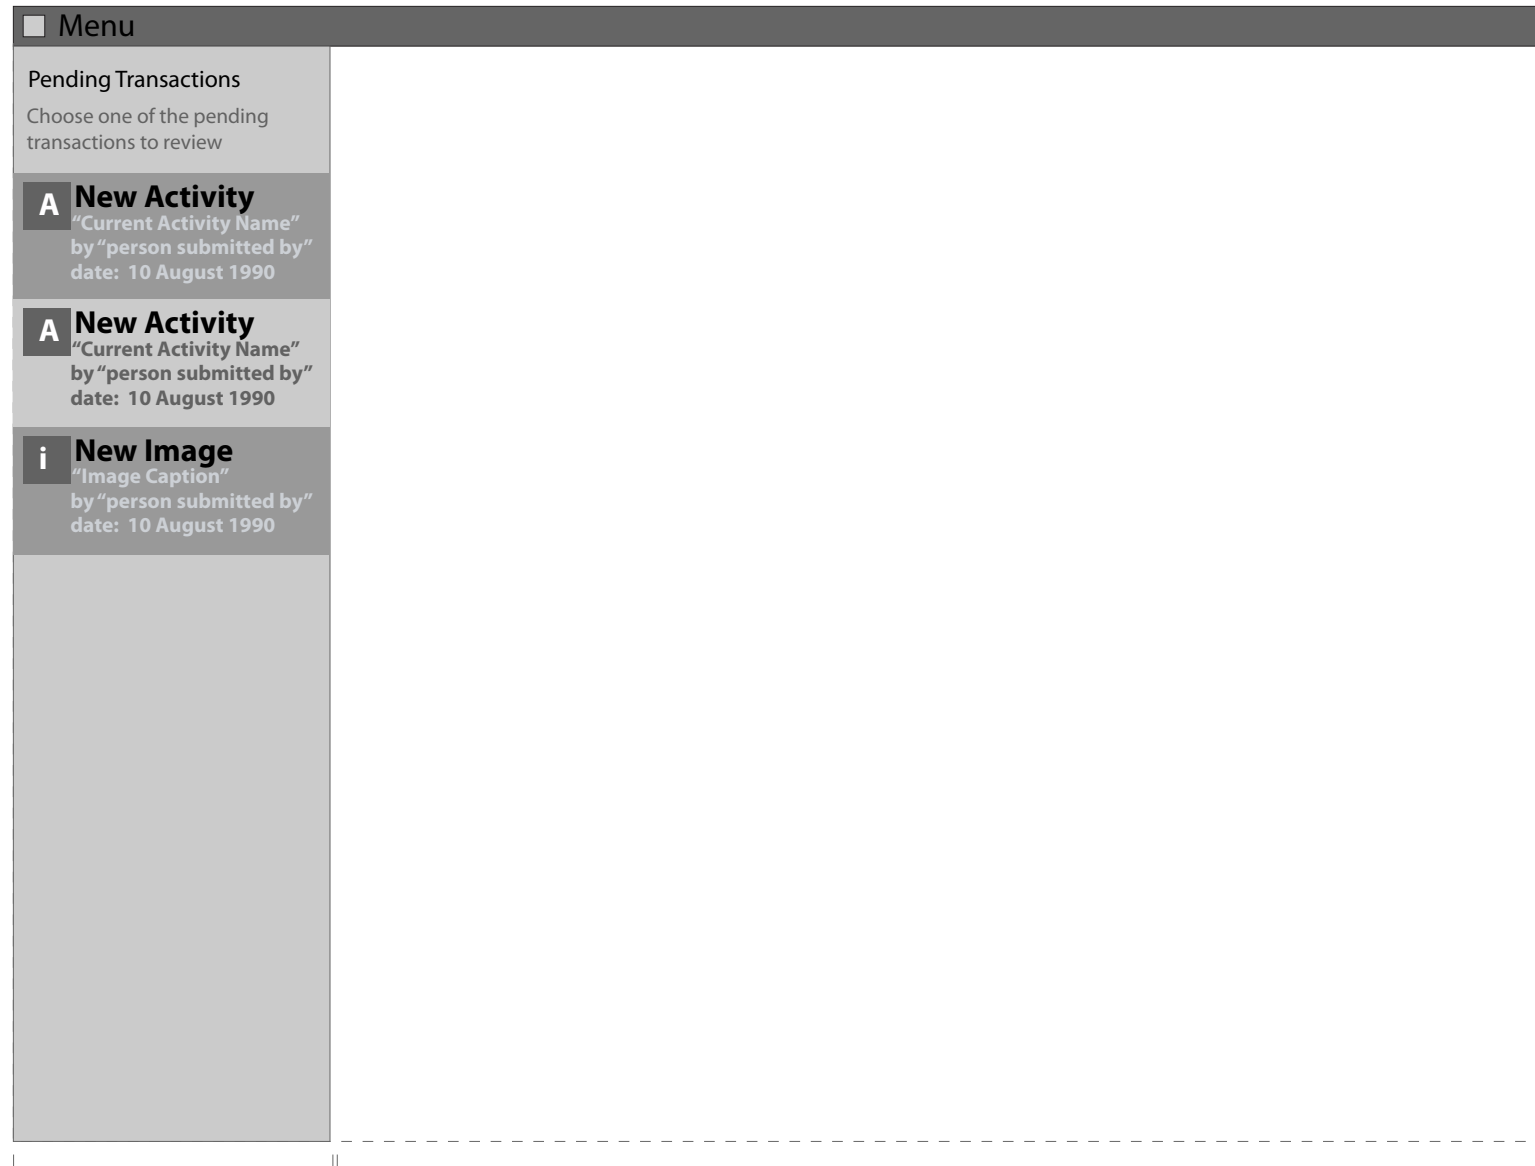 Menu
Pending Transactions
Choose one of the pending
transactions to review
A New Activity
“Current Activity Name”
by “person submitted by”
date:  10 August 1990
A New Activity
“Current Activity Name”
by “person submitted by”
date:  10 August 1990
i New Image
“Image Caption”
by “person submitted by”
date:  10 August 1990